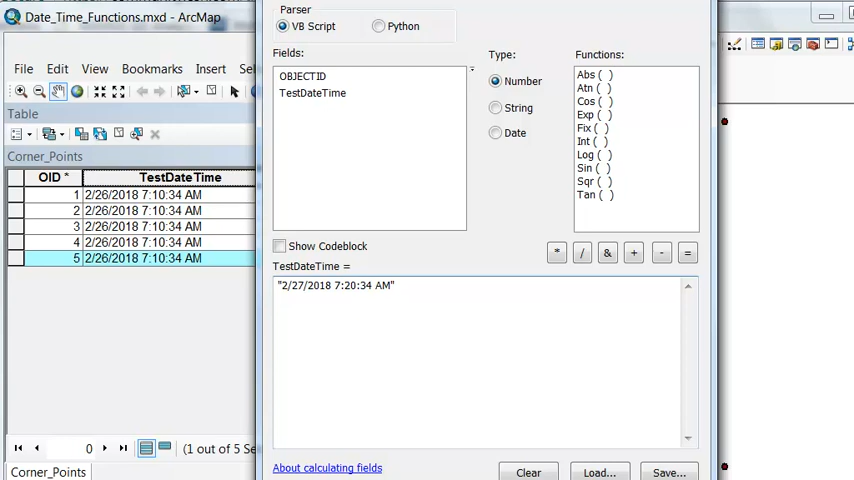 Date_Time_Functions.mxd - ArcMap
File Edit View Bookmarks Insert
Table
Corner_Points
OID * TestDateTime
1 2/26/2018 7:10:34 AM
2 2/26/2018 7:10:34 AM
3 2/26/2018 7:10:34 AM
4 2/26/2018 7:10:34 AM
5 2/26/2018 7:10:34 AM
0 (1 out of 5 Se
Corner_Points
Parser
VB Script Python
Fields:
OBJECTID
TestDateTime
Type:
Number
String
Date
Functions:
Abs ( )
Atn ( )
Cos ( )
Exp ( )
Fix ( )
Int ( )
Log ( )
Sin ( )
Sqr ( )
Tan ( )
Show Codeblock
* / & + - =
TestDateTime =
"2/27/2018 7:20:34 AM"
About calculating fields
Clear Load... Save...